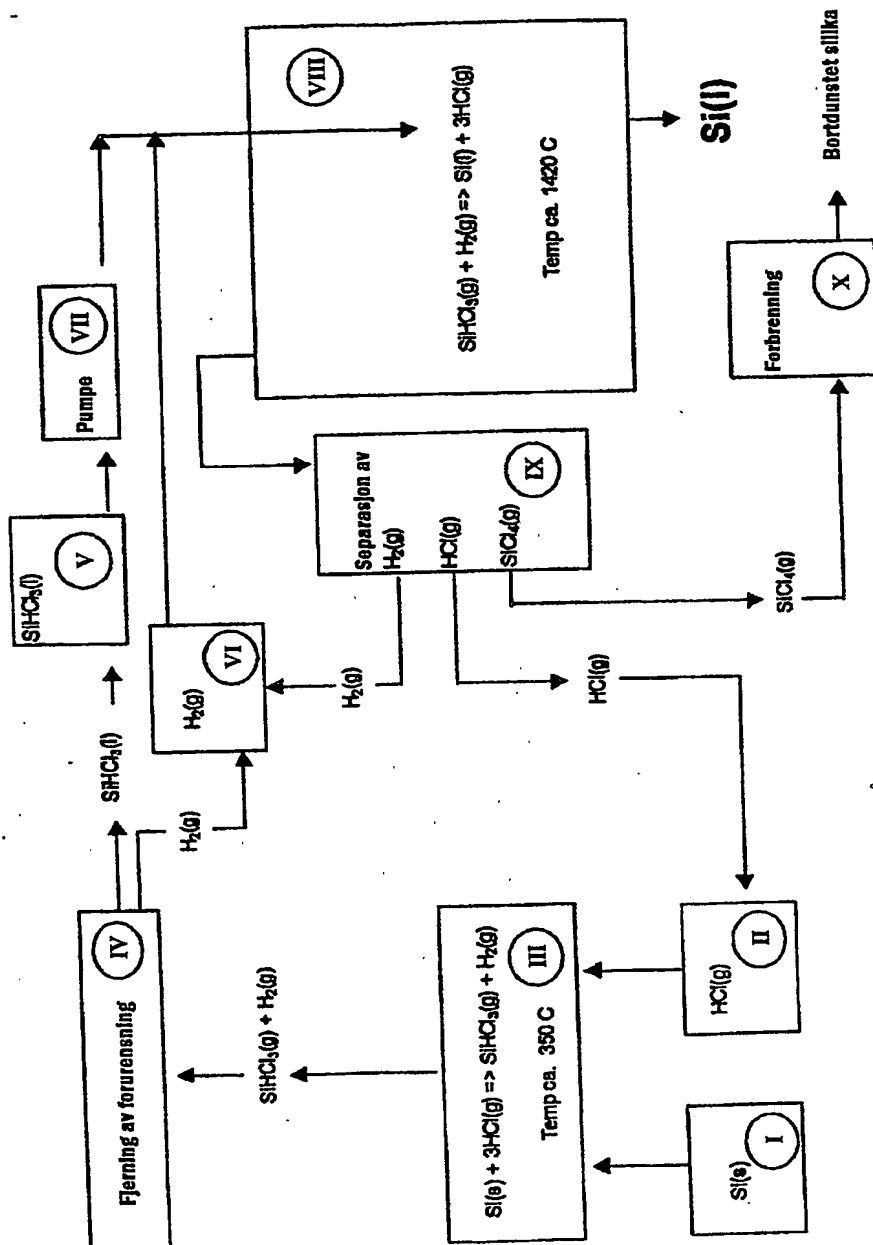 Fjerning av forurensning
IV
SiHCl₃(l)
SiHCl₃(l)
V
Pumpe
VII
H₂(g)
H₂(g)
VI
SiHCl₃(g) + H₂(g)
H₂(g)
Si(s) + 3HCl(g) => SiHCl₃(g) + H₂(g)
Temp ca. 350 C
III
Separasjon av
H₂(g)
HCl(g)
SiCl₄(g)
IX
VIII
SiHCl₃(g) + H₂(g) => Si(l) + 3HCl(g)
Temp ca. 1420 C
HCl(g)
SiCl₄(g)
Si(l)
Si(s)
I
HCl(g)
II
Forbrenning
X
Bortdunstet silika